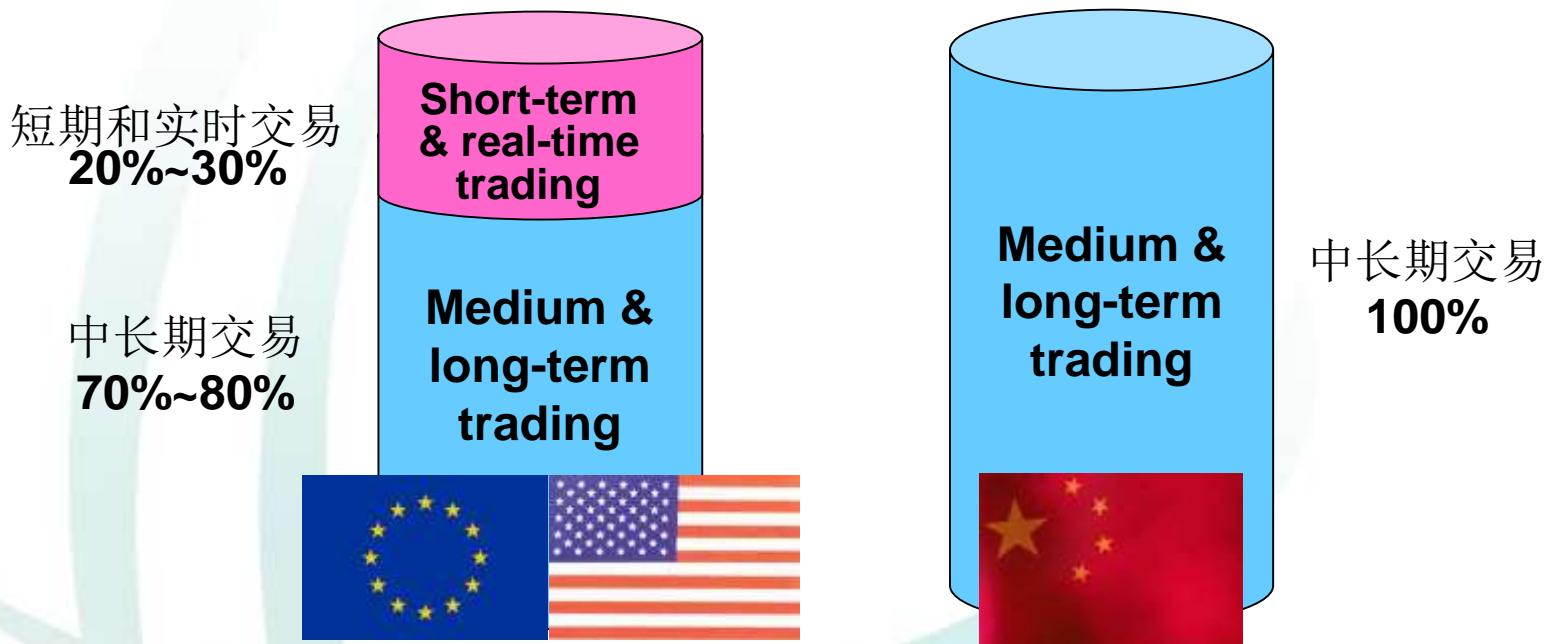 短期和实时交易
20%~30%
Short-term
& real-time
trading
中长期交易
70%~80%
Medium &
long-term
trading
Medium &
long-term
trading
中长期交易
100%